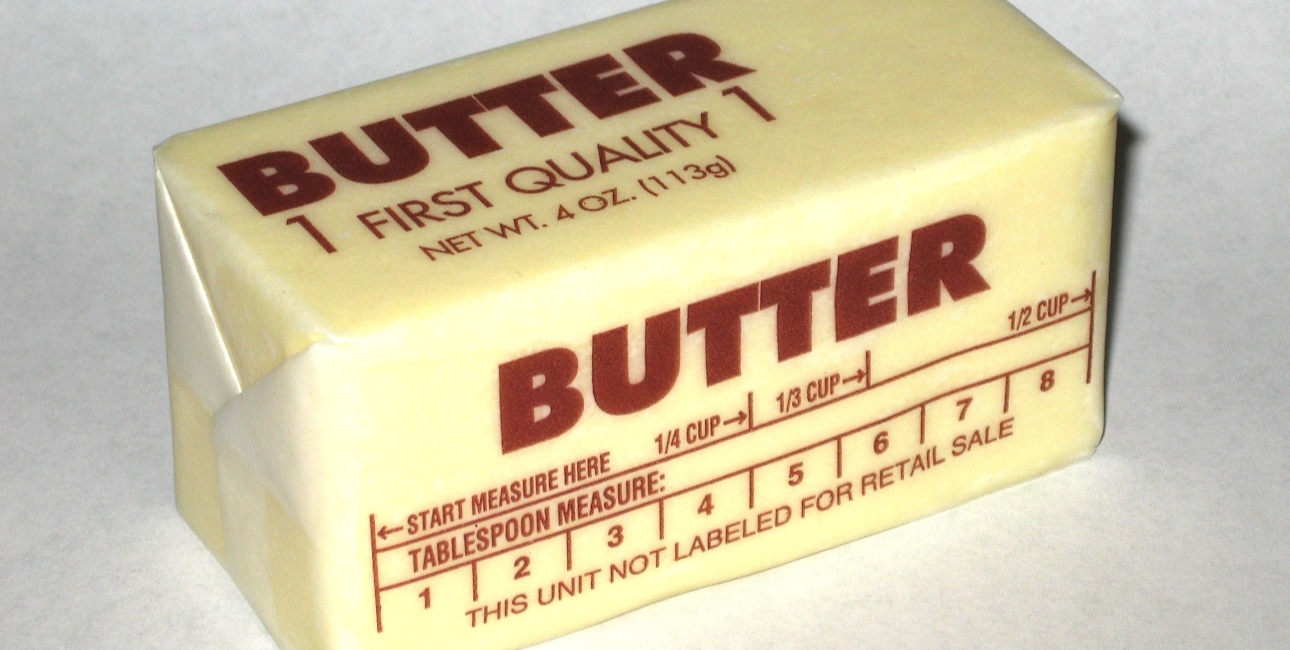 BUTTER
1 FIRST QUALITY 1
NET WT. 4 OZ. (113g)
BUTTER
1/2 CUP→
1/4 CUP→ 1/3 CUP→
←START MEASURE HERE
TABLESPOON MEASURE:
1 2 3 4 5 6 7 8
THIS UNIT NOT LABELED FOR RETAIL SALE